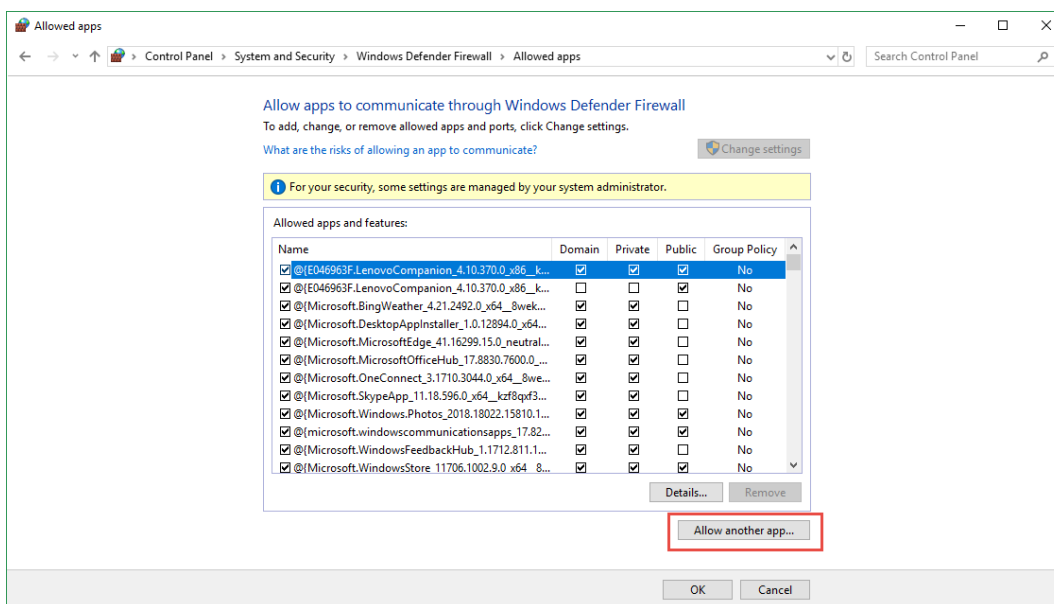 Allowed apps
Control Panel > System and Security > Windows Defender Firewall > Allowed apps
Search Control Panel
Allow apps to communicate through Windows Defender Firewall
To add, change, or remove allowed apps and ports, click Change settings.
What are the risks of allowing an app to communicate?
Change settings
For your security, some settings are managed by your system administrator.
Allowed apps and features:
Name Domain Private Public Group Policy
@{E046963F.LenovoCompanion_4.10.370.0_x86__k... No
@{E046963F.LenovoCompanion_4.10.370.0_x86__k... No
@{Microsoft.BingWeather_4.21.2492.0_x64__8wek... No
@{Microsoft.DesktopAppInstaller_1.0.12894.0_x64... No
@{Microsoft.MicrosoftEdge_41.16299.15.0_neutral... No
@{Microsoft.MicrosoftOfficeHub_17.8830.7600.0_... No
@{Microsoft.OneConnect_3.1710.3044.0_x64__8we... No
@{Microsoft.SkypeApp_11.18.596.0_x64__kzf8qxf3... No
@{Microsoft.Windows.Photos_2018.18022.15810.1... No
@{microsoft.windowscommunicationsapps_17.82... No
@{Microsoft.WindowsFeedbackHub_1.1712.811.1... No
@{Microsoft.WindowsStore_11706.1002.9.0_x64__8... No
Details... Remove
Allow another app...
OK Cancel